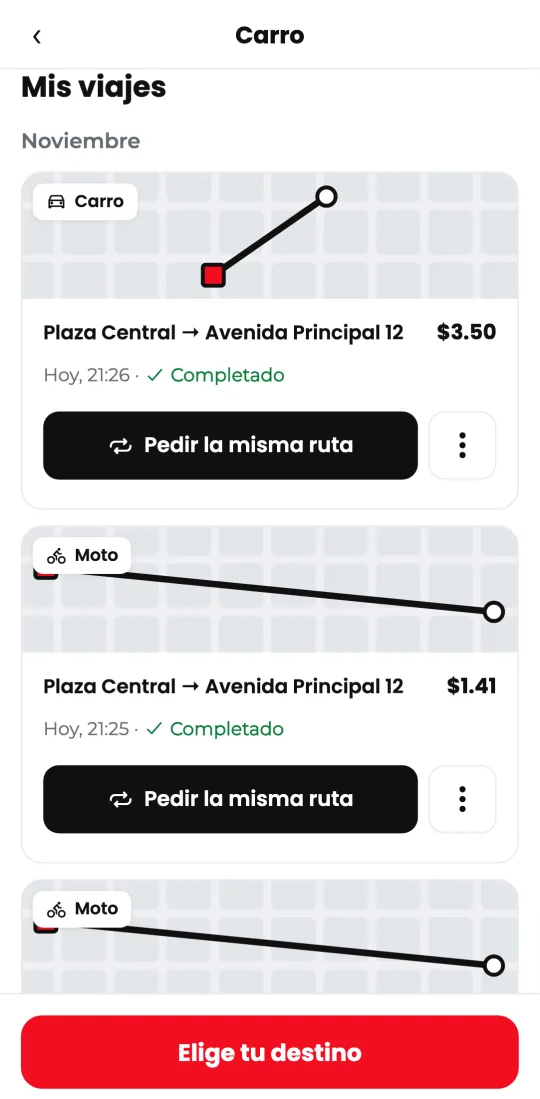 Carro
Mis viajes
Noviembre
Carro
Plaza Central → Avenida Principal 12 $3.50
Hoy, 21:26 · ✓ Completado
Pedir la misma ruta
Moto
Plaza Central → Avenida Principal 12 $1.41
Hoy, 21:25 · ✓ Completado
Pedir la misma ruta
Moto
Elige tu destino